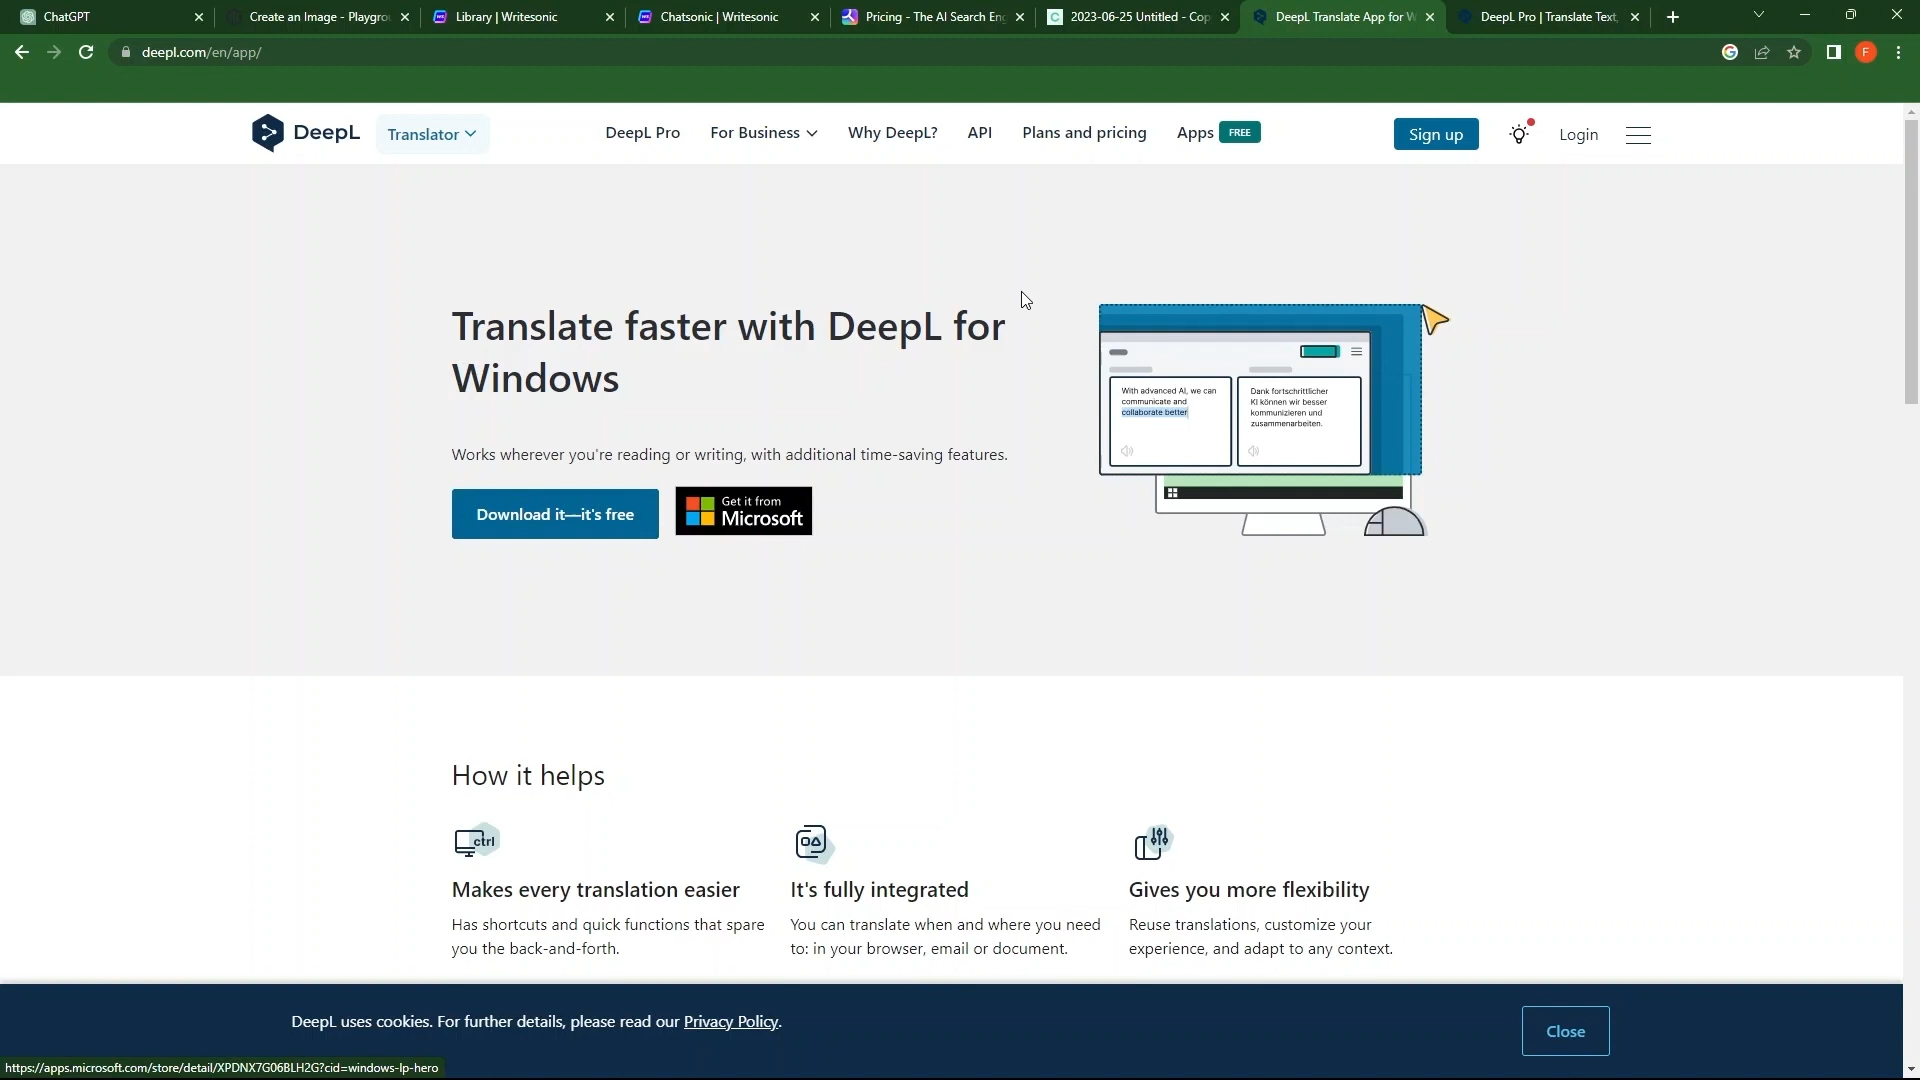 ChatGPT
Create an Image - Playgrou
Library | Writesonic
Chatsonic | Writesonic
Pricing - The AI Search Eng
2023-06-25 Untitled - Cop
DeepL Translate App for W
DeepL Pro | Translate Text,
deepl.com/en/app/
F
DeepL
Translator
DeepL Pro
For Business
Why DeepL?
API
Plans and pricing
Apps
FREE
Sign up
Login
Translate faster with DeepL for
Windows
Works wherever you're reading or writing, with additional time-saving features.
Download it—it's free
Get it from
Microsoft
With advanced AI, we can
communicate and
collaborate better
Dank fortschrittlicher
KI können wir besser
kommunizieren und
zusammenarbeiten.
How it helps
ctrl
Makes every translation easier
Has shortcuts and quick functions that spare
you the back-and-forth.
It's fully integrated
You can translate when and where you need
to: in your browser, email or document.
Gives you more flexibility
Reuse translations, customize your
experience, and adapt to any context.
DeepL uses cookies. For further details, please read our Privacy Policy.
Close
https://apps.microsoft.com/store/detail/XPDNX7G06BLH2G?cid=windows-lp-hero